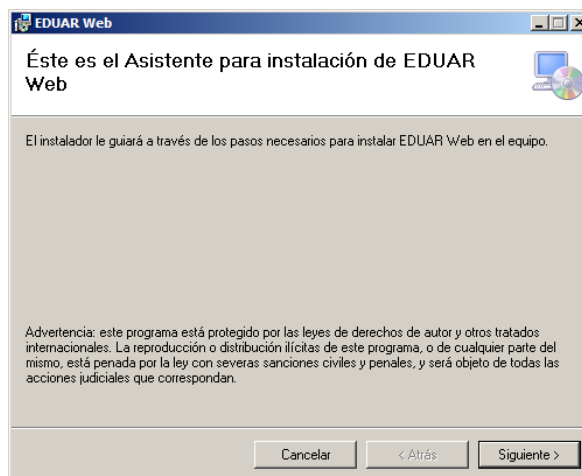 EDUAR Web
Éste es el Asistente para instalación de EDUAR
Web
El instalador le guiará a través de los pasos necesarios para instalar EDUAR Web en el equipo.
Advertencia: este programa está protegido por las leyes de derechos de autor y otros tratados
internacionales. La reproducción o distribución ilícitas de este programa, o de cualquier parte del
mismo, está penada por la ley con severas sanciones civiles y penales, y será objeto de todas las
acciones judiciales que correspondan.
Cancelar
< Atrás
Siguiente >